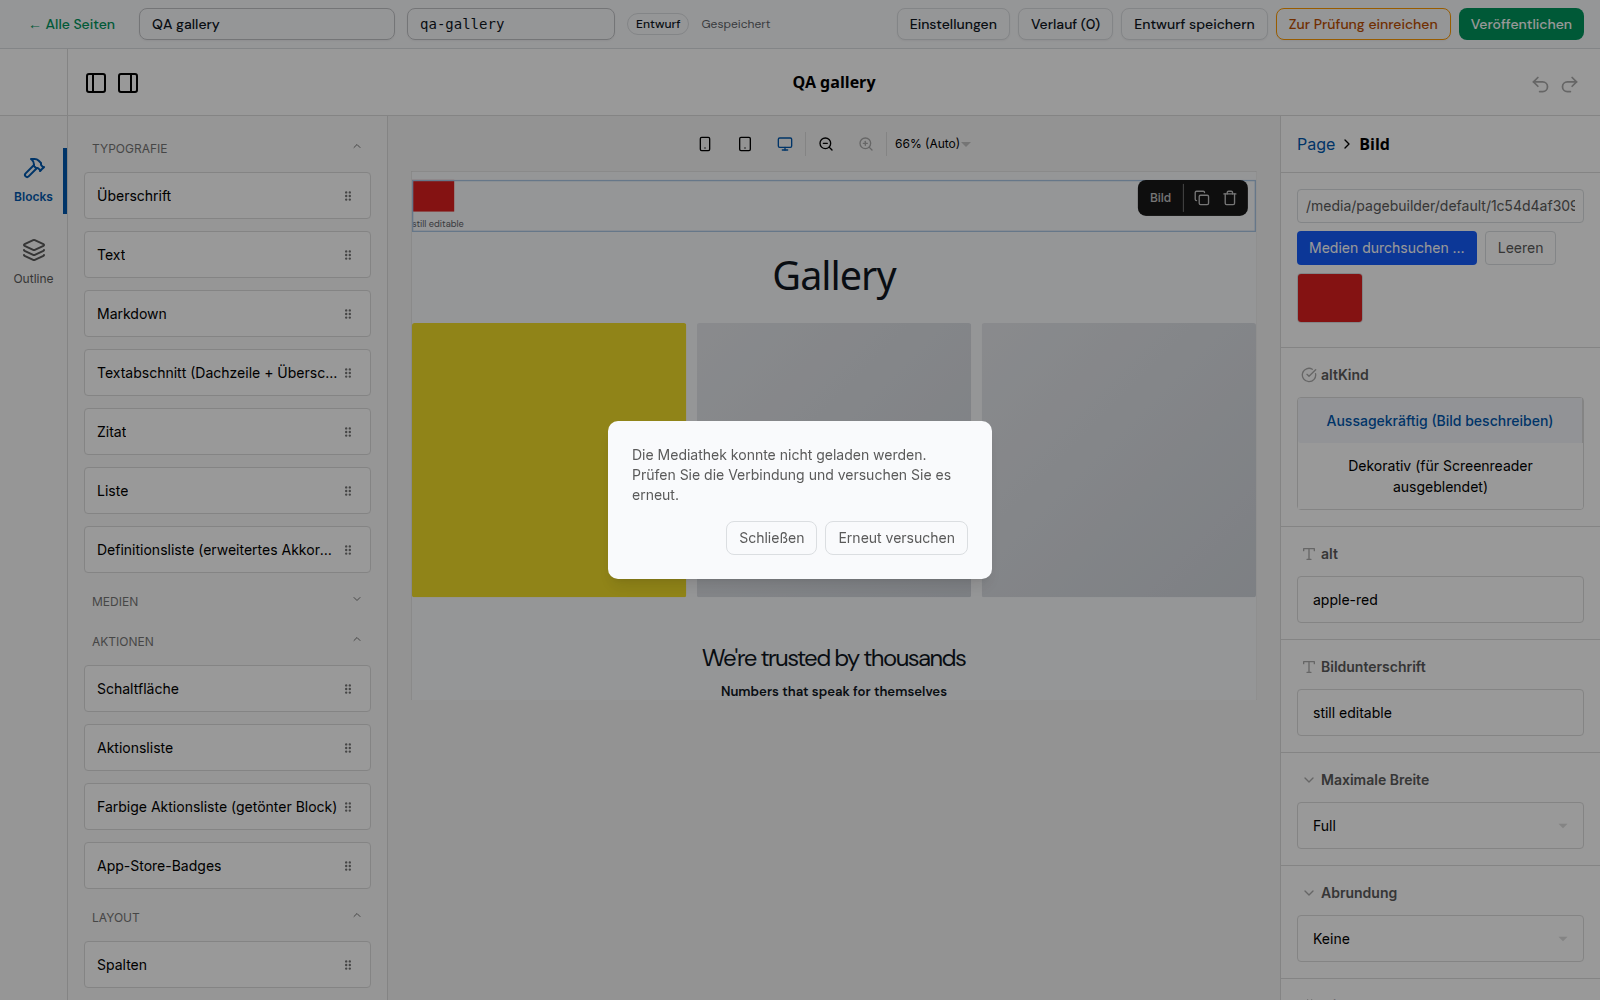 ← Alle Seiten
QA gallery
qa-gallery
Entwurf
Gespeichert
Einstellungen
Verlauf (0)
Entwurf speichern
Zur Prüfung einreichen
Veröffentlichen
QA gallery
Blocks
Outline
TYPOGRAFIE
Überschrift
Text
Markdown
Textabschnitt (Dachzeile + Übersc...
Zitat
Liste
Definitionsliste (erweitertes Akkor...
MEDIEN
AKTIONEN
Schaltfläche
Aktionsliste
Farbige Aktionsliste (getönter Block)
App-Store-Badges
LAYOUT
Spalten
66% (Auto)
Bild
still editable
Gallery
We're trusted by thousands
Numbers that speak for themselves
Die Mediathek konnte nicht geladen werden.
Prüfen Sie die Verbindung und versuchen Sie es
erneut.
Schließen
Erneut versuchen
Page > Bild
/media/pagebuilder/default/1c54d4af309
Medien durchsuchen ...
Leeren
altKind
Aussagekräftig (Bild beschreiben)
Dekorativ (für Screenreader
ausgeblendet)
alt
apple-red
Bildunterschrift
still editable
Maximale Breite
Full
Abrundung
Keine